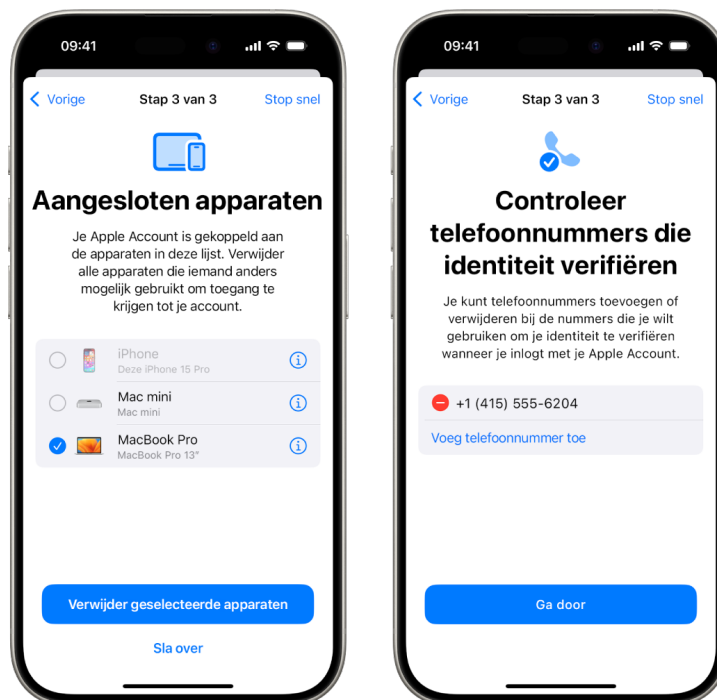 09:41
Vorige
Stap 3 van 3
Stop snel
Aangesloten apparaten
Je Apple Account is gekoppeld aan
de apparaten in deze lijst. Verwijder
alle apparaten die iemand anders
mogelijk gebruikt om toegang te
krijgen tot je account.
iPhone
Deze iPhone 15 Pro
Mac mini
Mac mini
MacBook Pro
MacBook Pro 13"
Verwijder geselecteerde apparaten
Sla over
09:41
Vorige
Stap 3 van 3
Stop snel
Controleer
telefoonnummers die
identiteit verifiëren
Je kunt telefoonnummers toevoegen of
verwijderen bij de nummers die je wilt
gebruiken om je identiteit te verifiëren
wanneer je inlogt met je Apple Account.
+1 (415) 555-6204
Voeg telefoonnummer toe
Ga door